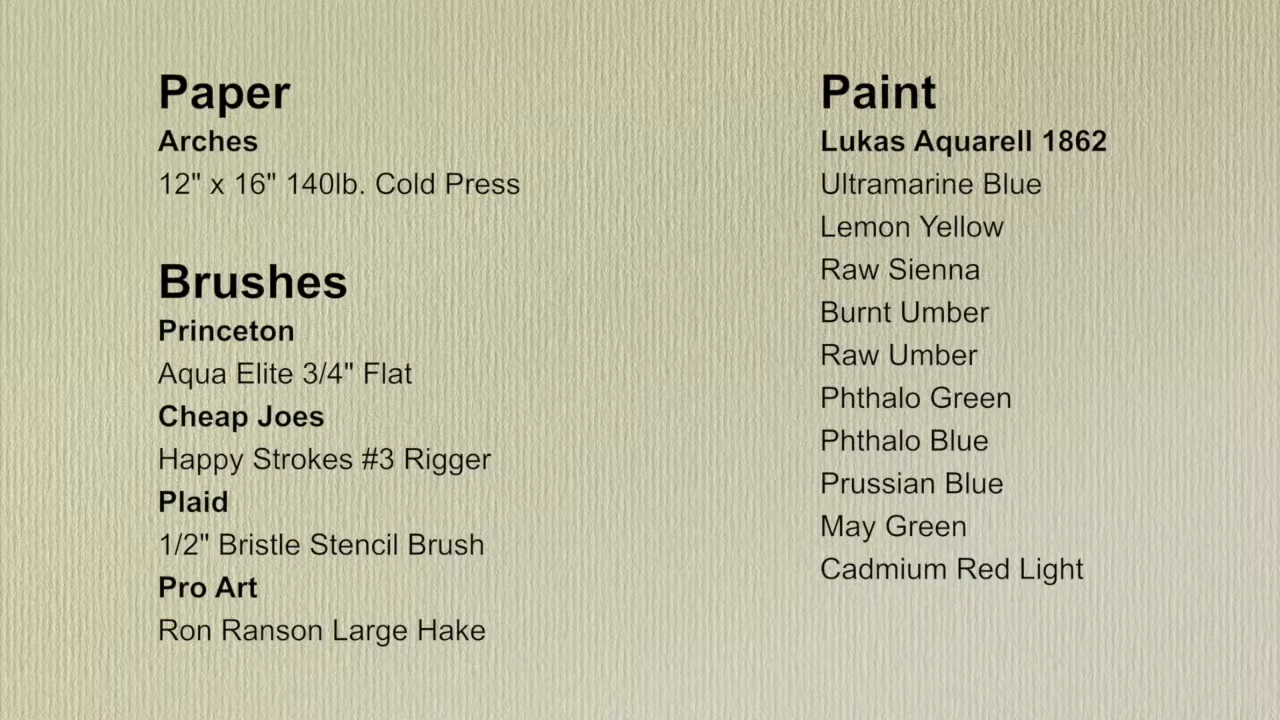 Paper
Arches
12" x 16" 140lb. Cold Press
Brushes
Princeton
Aqua Elite 3/4" Flat
Cheap Joes
Happy Strokes #3 Rigger
Plaid
1/2" Bristle Stencil Brush
Pro Art
Ron Ranson Large Hake
Paint
Lukas Aquarell 1862
Ultramarine Blue
Lemon Yellow
Raw Sienna
Burnt Umber
Raw Umber
Phthalo Green
Phthalo Blue
Prussian Blue
May Green
Cadmium Red Light